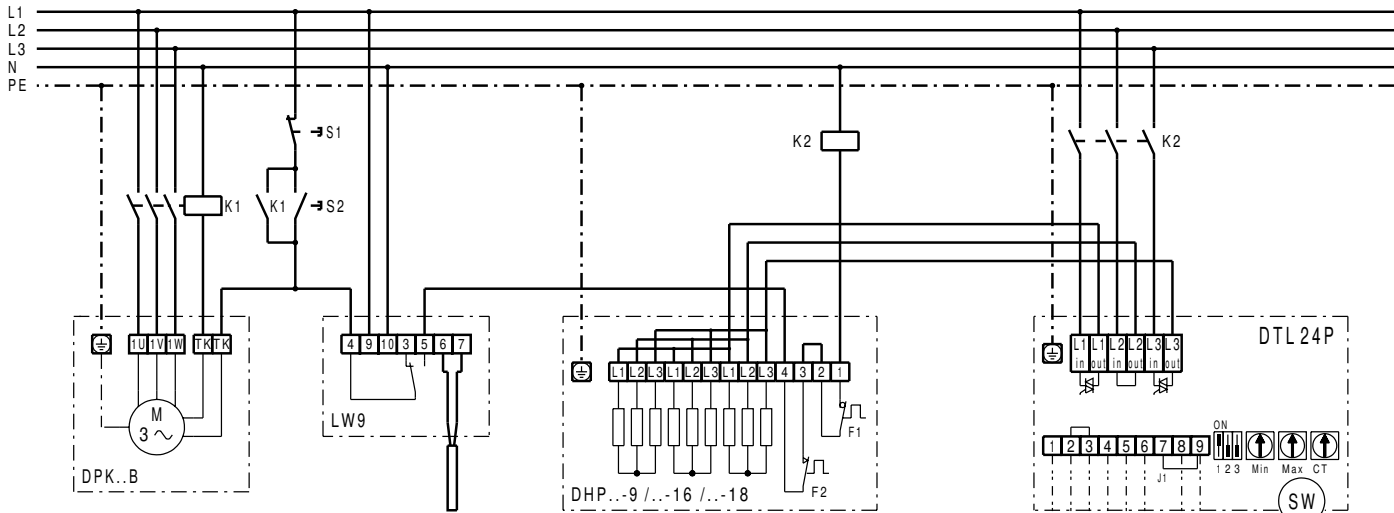 L1
L2
L3
N
PE
S1
K1
K1
S2
K2
K2
1U 1V 1W TK TK
M
3 ~
DPK..B
4 9 10 3 5 6 7
LW9
L1 L2 L3 L1 L2 L3 L1 L2 L3 4 3 2 1
F1
F2
DHP..-9 /..-16 /..-18
DTL24P
L1 L1 L2 L2 L3 L3
in out in out in out
1 2 3 4 5 6 7 8 9
J1
ON
1 2 3
Min Max CT
SW